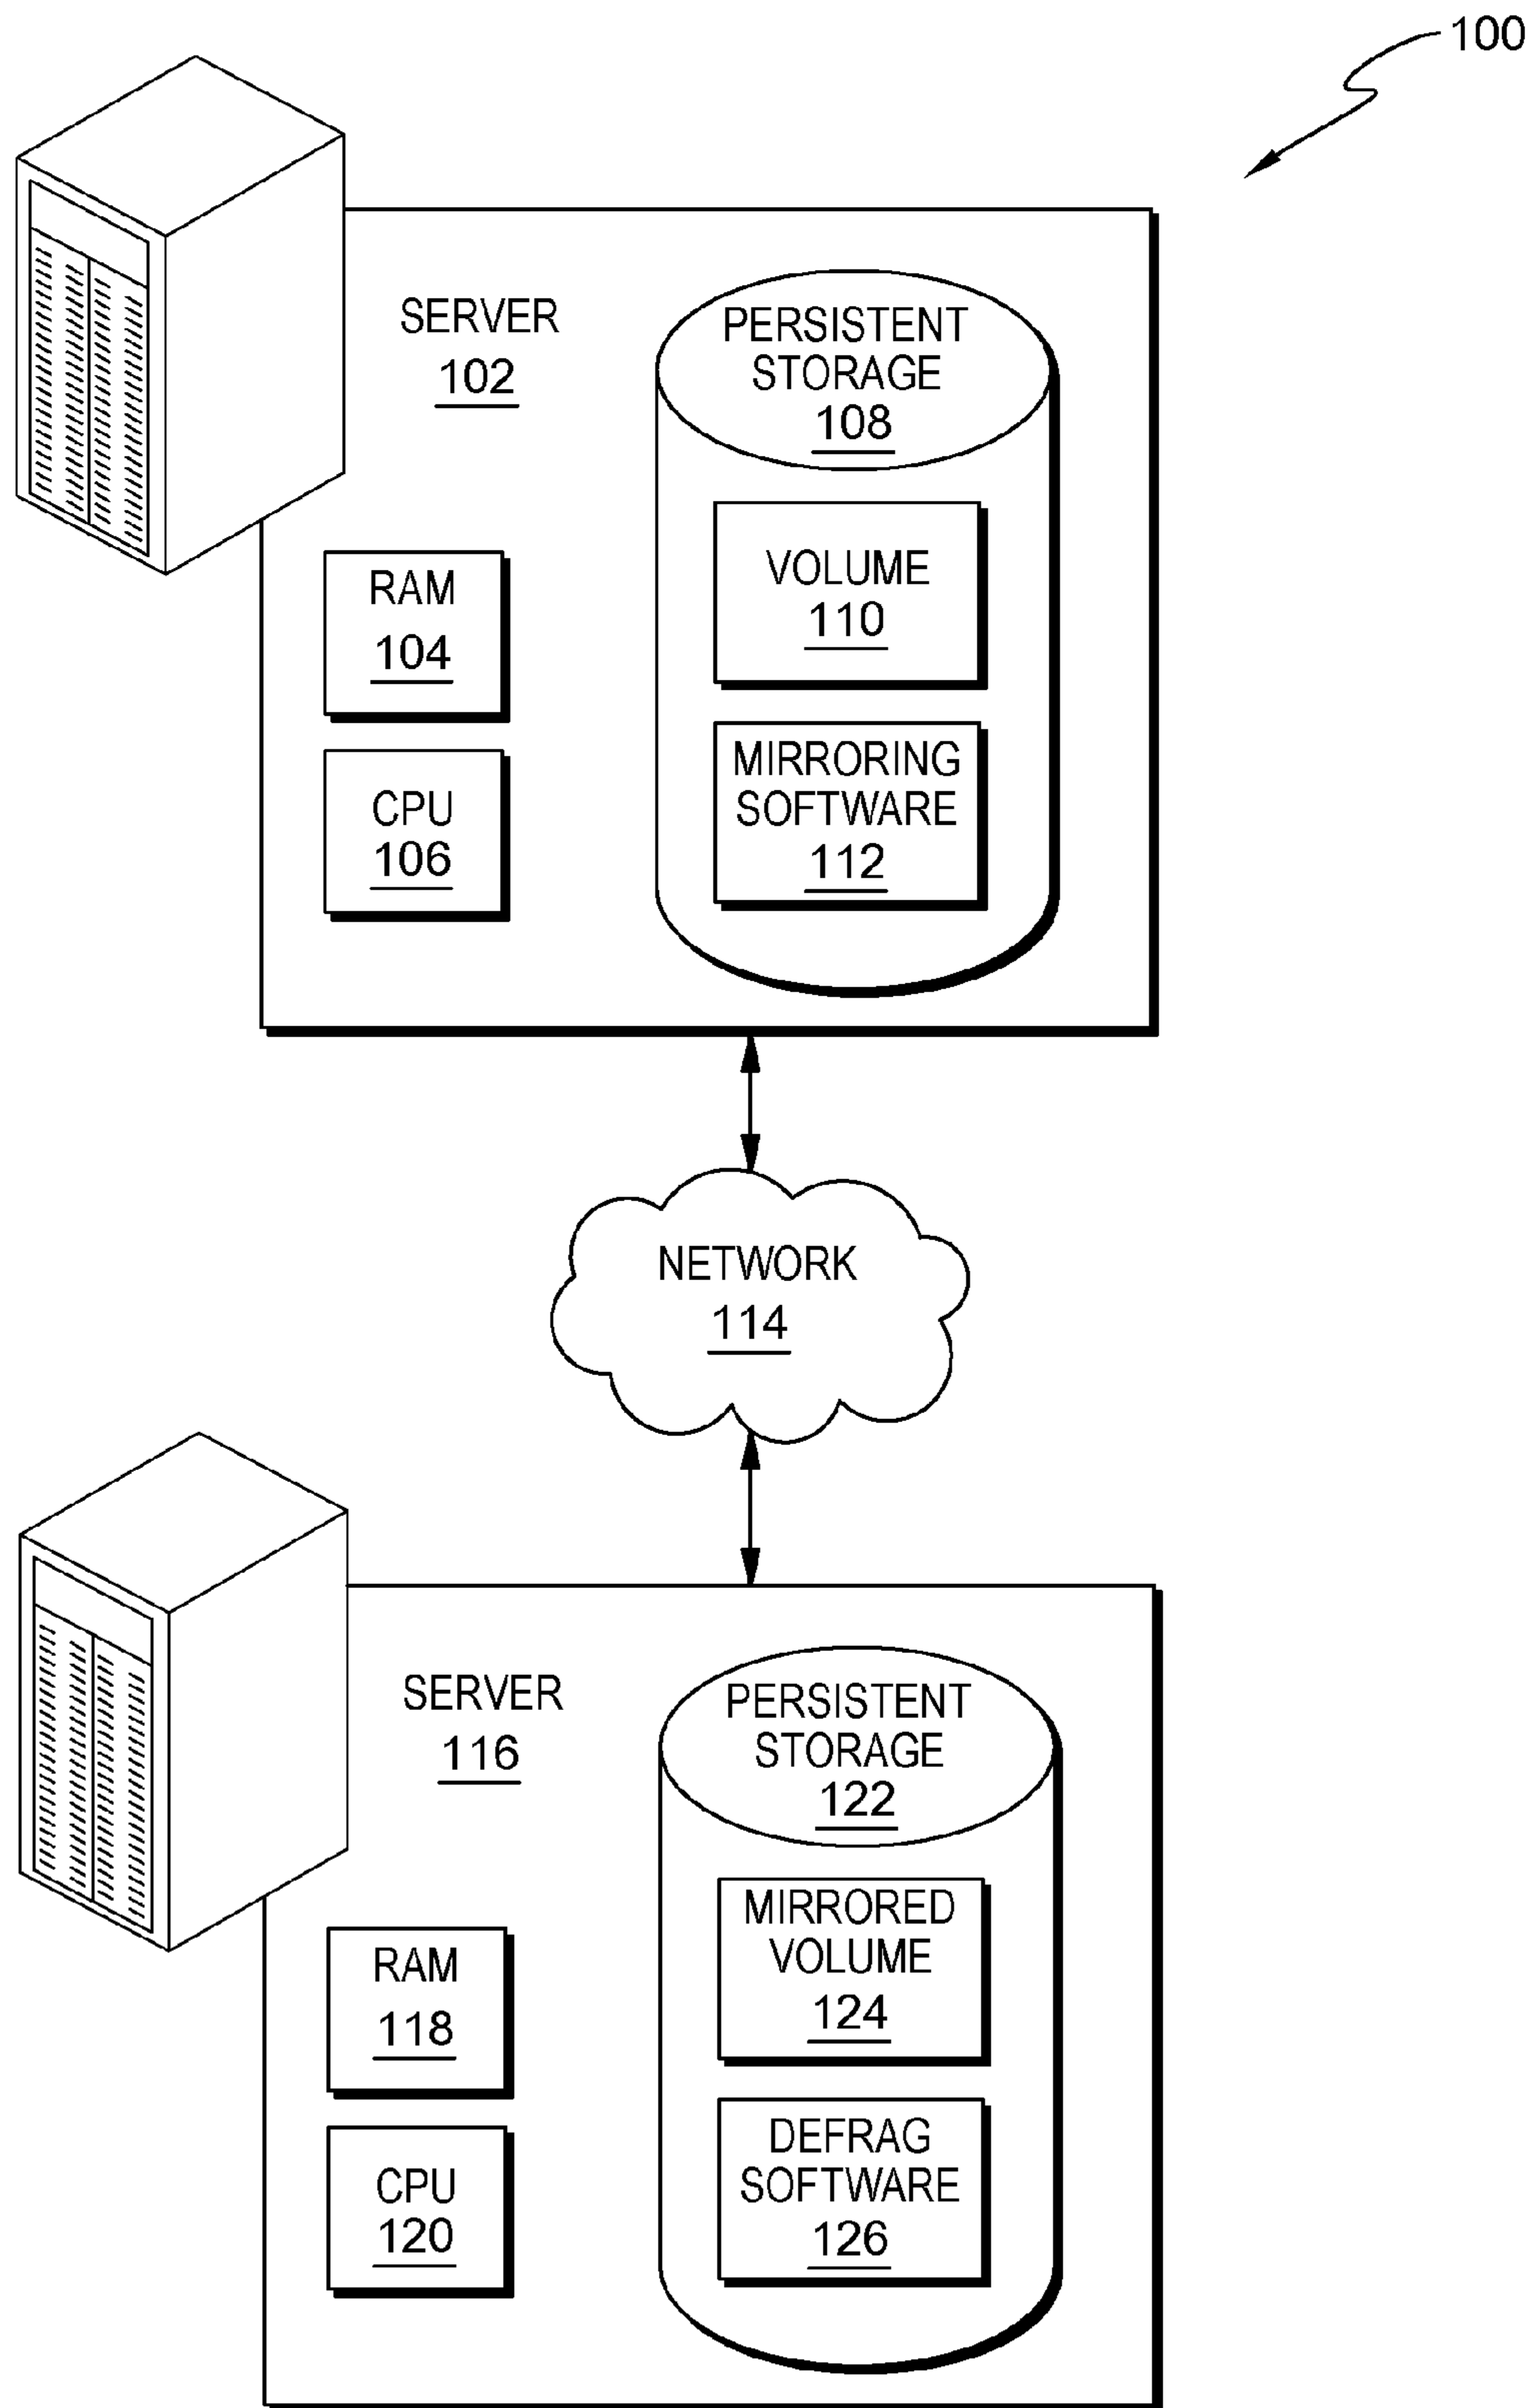 100
SERVER
102
PERSISTENT
STORAGE
108
VOLUME
110
RAM
104
MIRRORING
SOFTWARE
112
CPU
106
NETWORK
114
SERVER
116
PERSISTENT
STORAGE
122
MIRRORED
VOLUME
124
RAM
118
DEFRAG
SOFTWARE
126
CPU
120